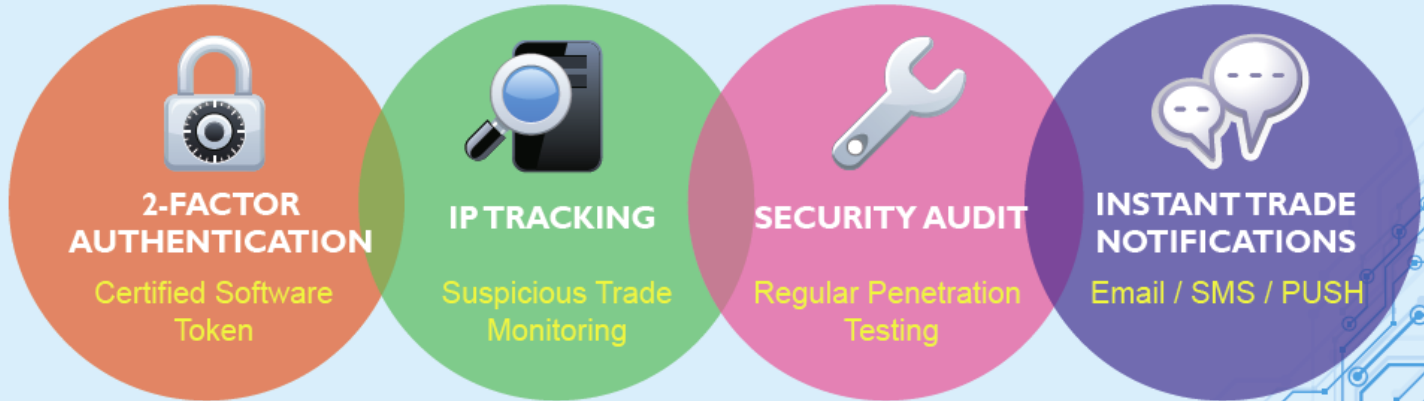 2-FACTOR
AUTHENTICATION
Certified Software
Token
IP TRACKING
Suspicious Trade
Monitoring
SECURITY AUDIT
Regular Penetration
Testing
INSTANT TRADE
NOTIFICATIONS
Email / SMS / PUSH